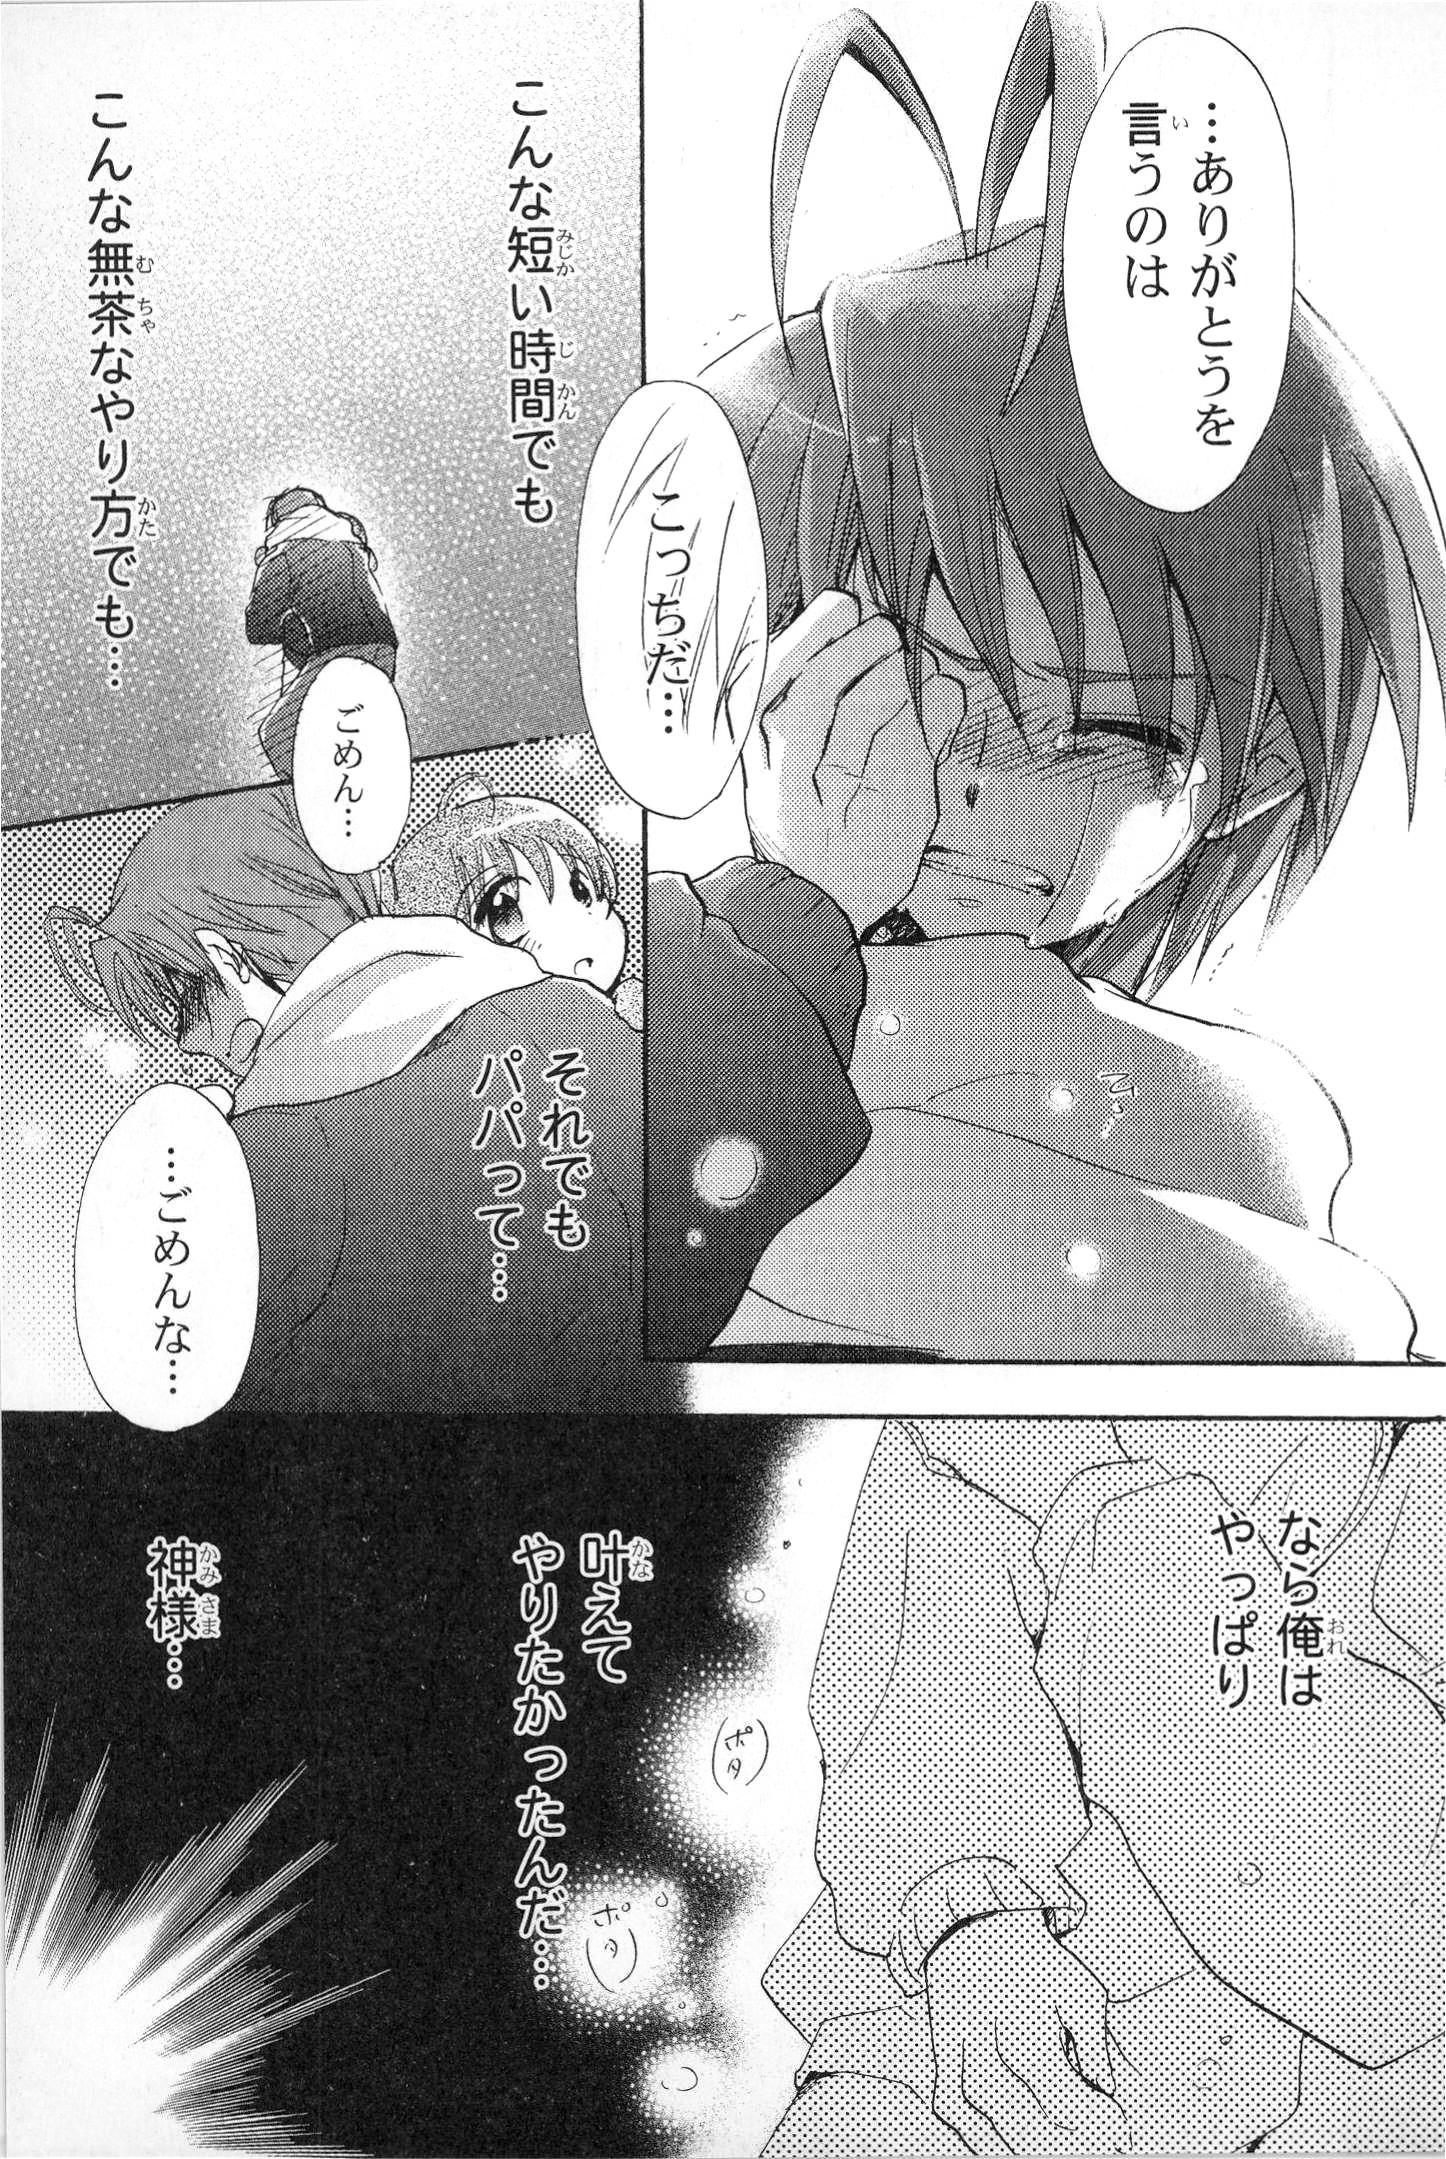 …ありがとうを
言うのは
こっちだ…
こんな短い時間でも
こんな無茶なやり方でも…
ごめん…
それでも
パパって…
…ごめんな…
なら俺は
やっぱり
ポタ
ポタ
叶えて
やりたかったんだ…
神様…